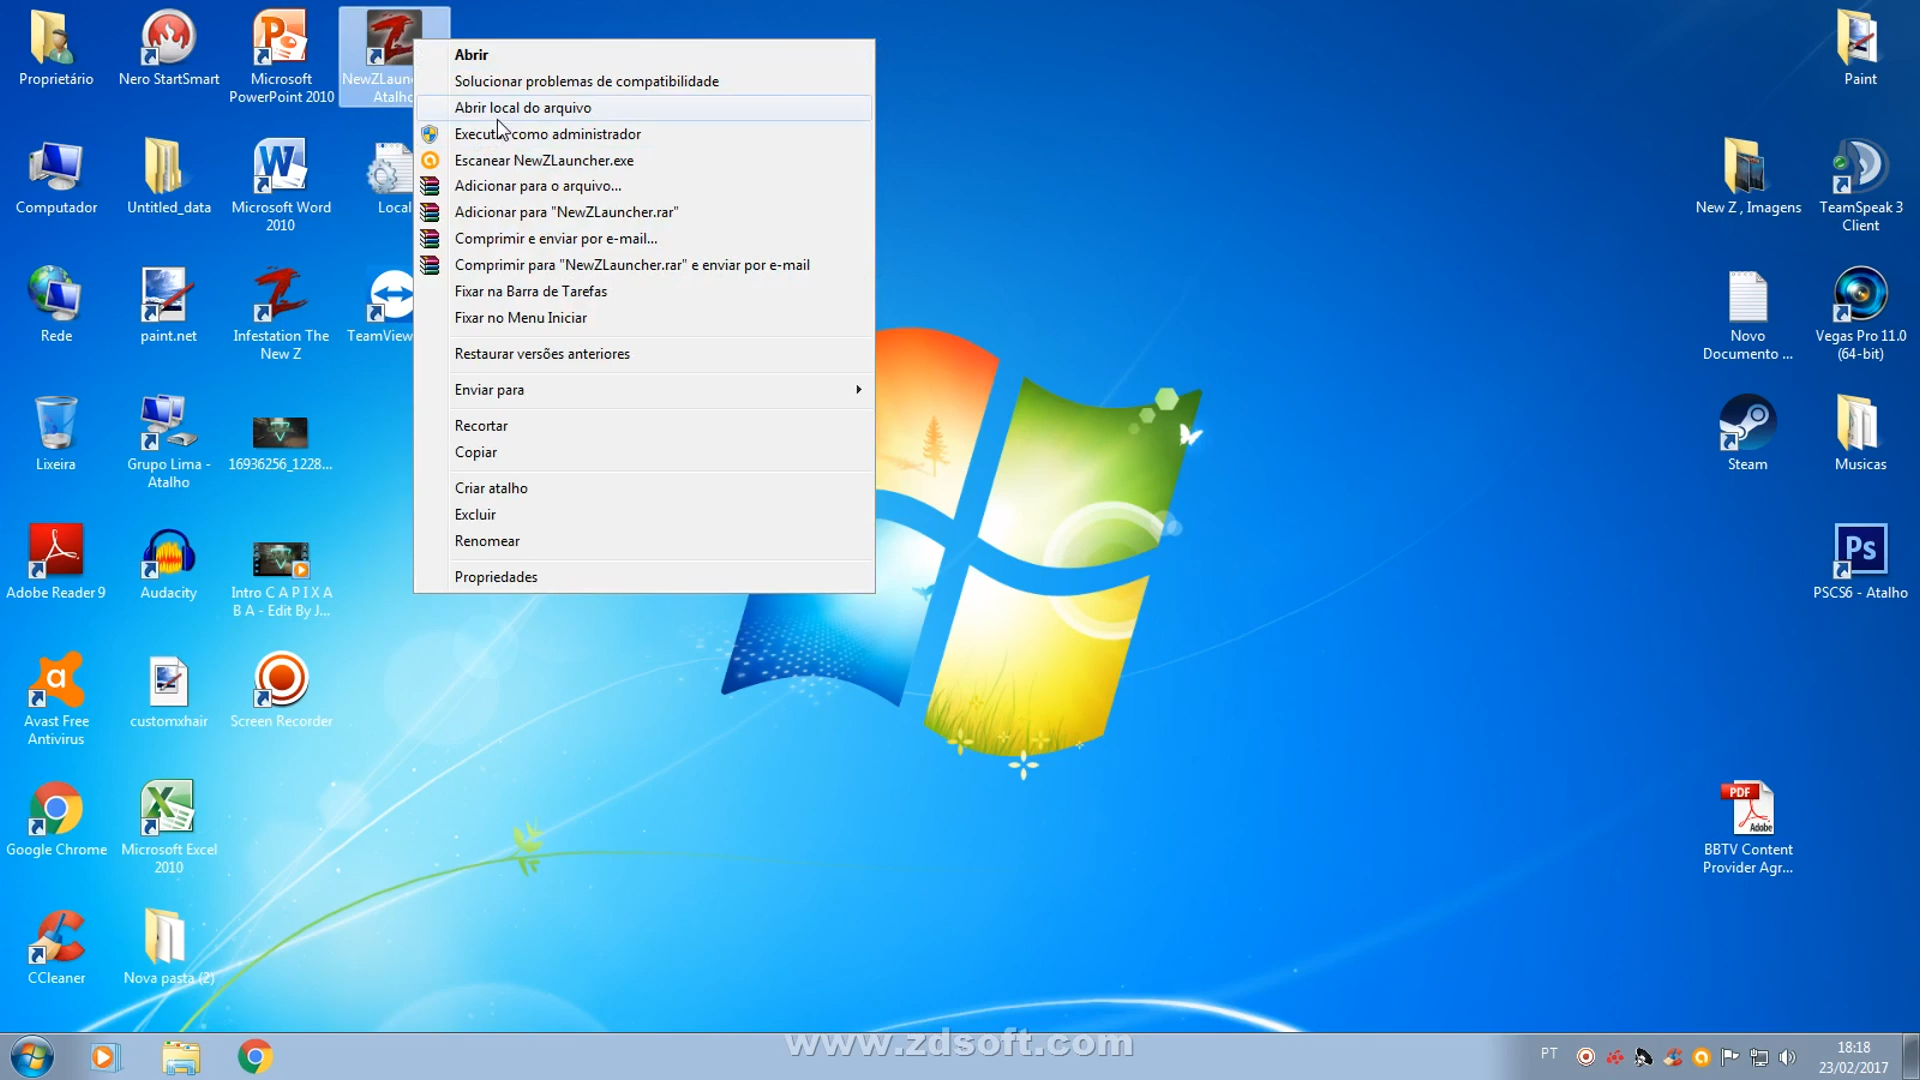 Proprietário
Nero StartSmart
Microsoft
PowerPoint 2010
NewZLaun
Atalho
Abrir
Solucionar problemas de compatibilidade
Abrir local do arquivo
Executar como administrador
Escanear NewZLauncher.exe
Adicionar para o arquivo...
Adicionar para "NewZLauncher.rar"
Comprimir e enviar por e-mail...
Comprimir para "NewZLauncher.rar" e enviar por e-mail
Fixar na Barra de Tarefas
Fixar no Menu Iniciar
Restaurar versões anteriores
Enviar para
Recortar
Copiar
Criar atalho
Excluir
Renomear
Propriedades
Computador
Untitled_data
Microsoft Word
2010
Local
Rede
paint.net
Infestation The
New Z
TeamView
Lixeira
Grupo Lima -
Atalho
16936256_1228...
Adobe Reader 9
Audacity
Intro C A P I X A
B A - Edit By J...
Avast Free
Antivirus
customxhair
Screen Recorder
Google Chrome
Microsoft Excel
2010
CCleaner
Nova pasta (2)
Paint
New Z , Imagens
TeamSpeak 3
Client
Novo
Documento ...
Vegas Pro 11.0
(64-bit)
Steam
Musicas
Ps
PSCS6 - Atalho
PDF
Adobe
BBTV Content
Provider Agr...
www.zdsoft.com
PT
18:18
23/02/2017